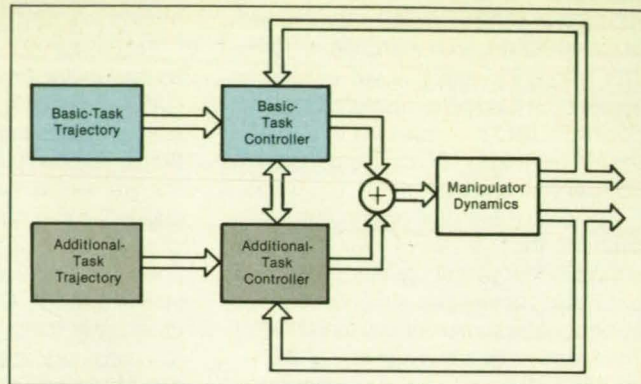 Basic-Task
Trajectory
Basic-
Task
Controller
+
Manipulator
Dynamics
Additional-
Task
Trajectory
Additional-
Task
Controller